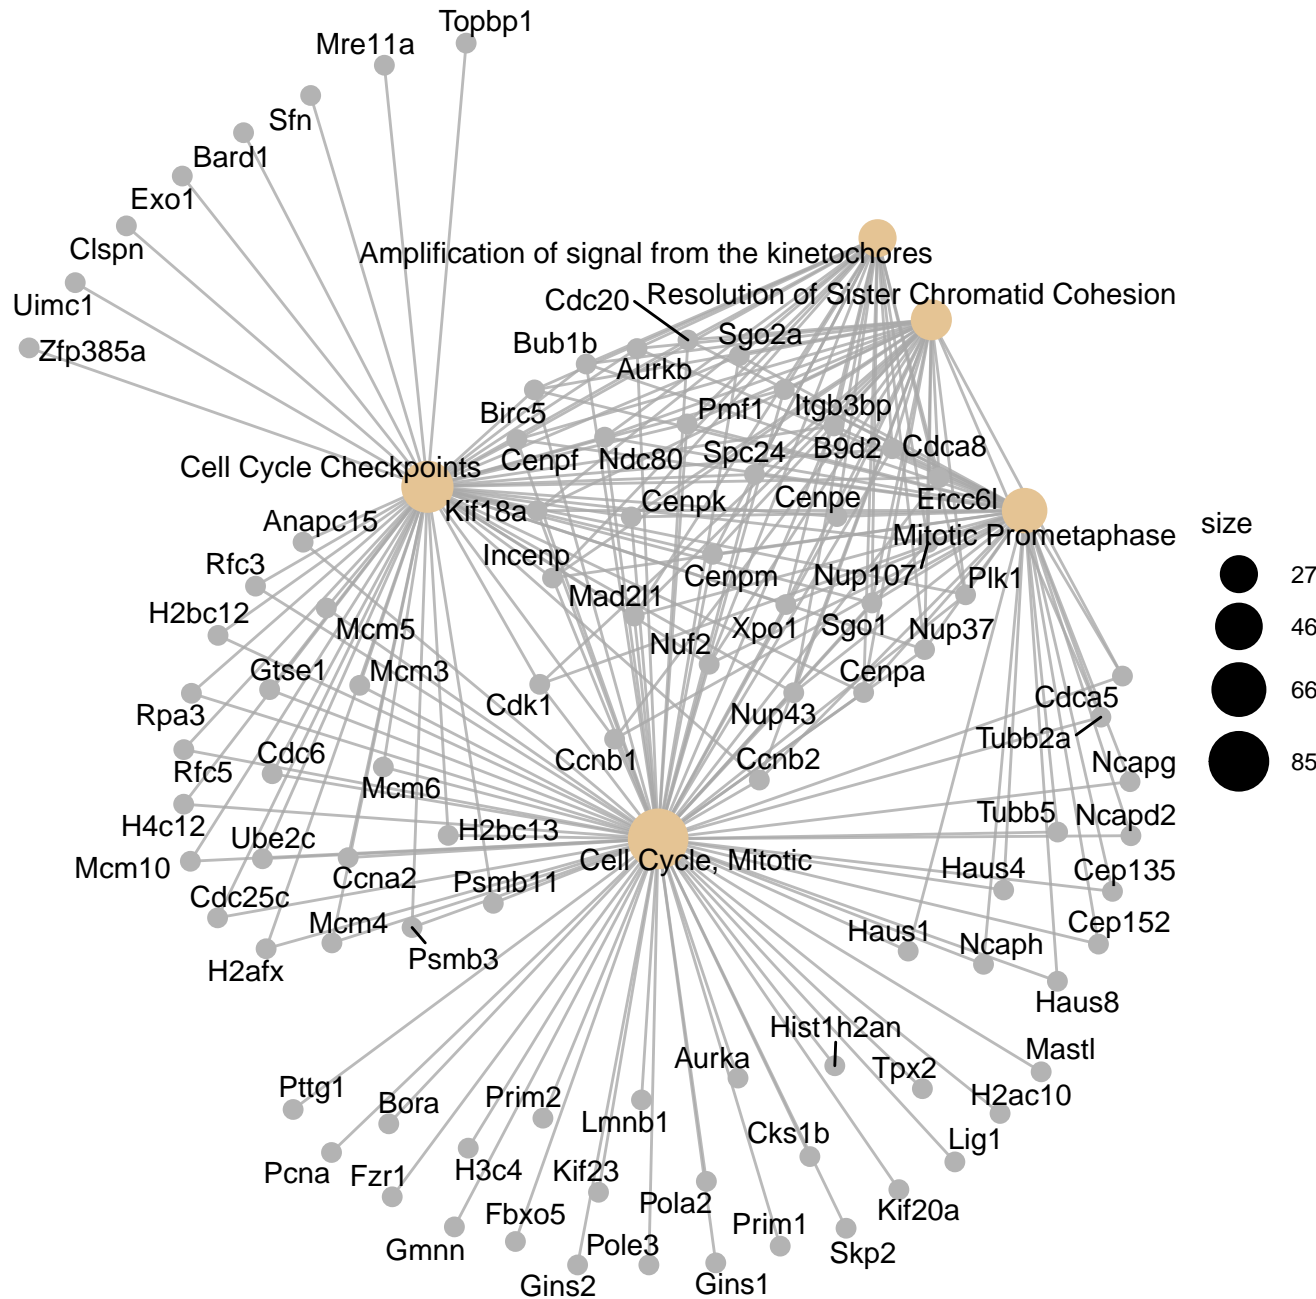 Topbp1
Mre11a
Sfn
Bard1
Exo1
Clspn
Uimc1
Zfp385a
Amplification of signal from the kinetochores
Cdc20
Resolution of Sister Chromatid Cohesion
Bub1b
Sgo2a
Aurkb
Birc5
Pmf1
Itgb3bp
Cenpf
Ndc80
Spc24
B9d2
Cdca8
Cell Cycle Checkpoints
Kif18a
Cenpk
Cenpe
Ercc6l
Anapc15
Mitotic Prometaphase
size
Rfc3
Incenp
Cenpm
Nup107
Plk1
27
H2bc12
Mcm5
Mad2l1
Nuf2
Xpo1
Sgo1
Nup37
46
Gtse1
Mcm3
Cenpa
Rpa3
Cdk1
Nup43
Cdca5
66
Tubb2a
Rfc5
Cdc6
Mcm6
Ccnb1
Ccnb2
Ncapg
85
H4c12
Ube2c
H2bc13
Tubb5
Ncapd2
Mcm10
Ccna2
Psmb11
Cell Cycle, Mitotic
Haus4
Cep135
Cdc25c
Mcm4
Psmb3
Haus1
Ncaph
Cep152
H2afx
Haus8
Hist1h2an
Aurka
Tpx2
Mastl
Pttg1
Bora
Prim2
Lmnb1
H2ac10
Cks1b
Lig1
Pcna
Fzr1
H3c4
Kif23
Pola2
Kif20a
Gmnn
Fbxo5
Pole3
Prim1
Skp2
Gins2
Gins1